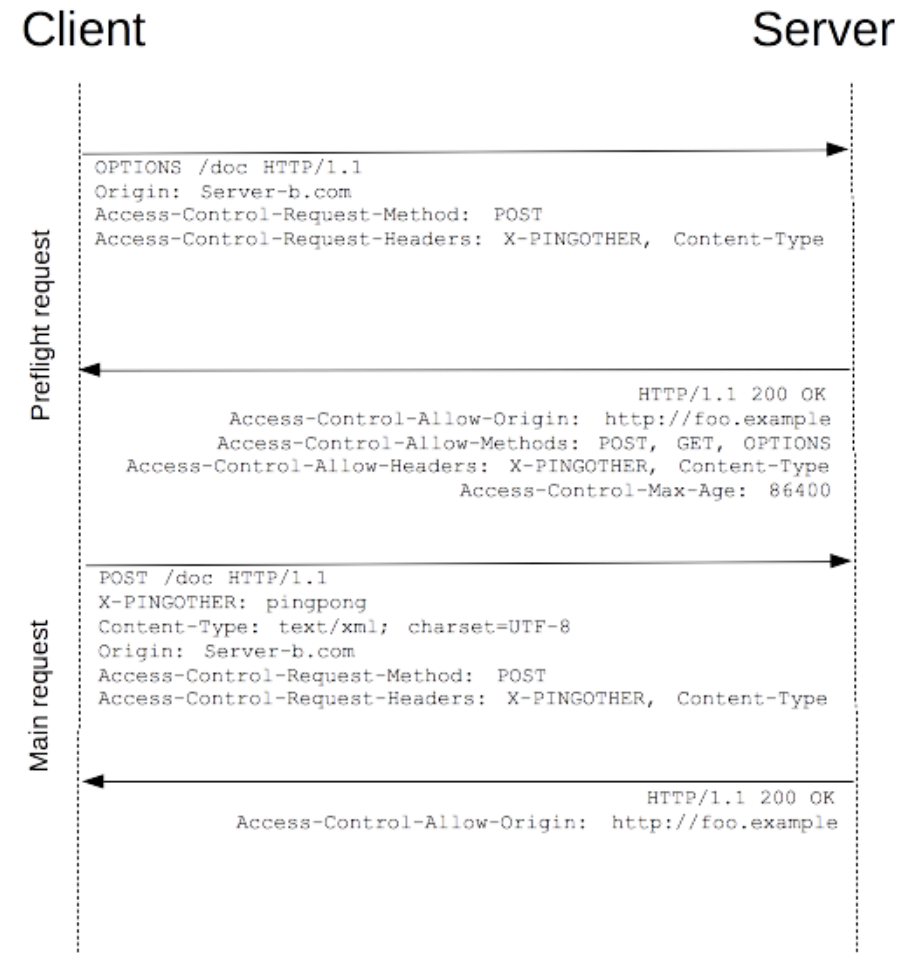 Client
Server
OPTIONS /doc HTTP/1.1
Origin: Server-b.com
Access-Control-Request-Method: POST
Access-Control-Request-Headers: X-PINGOTHER, Content-Type
Preflight request
HTTP/1.1 200 OK
Access-Control-Allow-Origin: http://foo.example
Access-Control-Allow-Methods: POST, GET, OPTIONS
Access-Control-Allow-Headers: X-PINGOTHER, Content-Type
Access-Control-Max-Age: 86400
POST /doc HTTP/1.1
X-PINGOTHER: pingpong
Content-Type: text/xml; charset=UTF-8
Origin: Server-b.com
Access-Control-Request-Method: POST
Access-Control-Request-Headers: X-PINGOTHER, Content-Type
Main request
HTTP/1.1 200 OK
Access-Control-Allow-Origin: http://foo.example